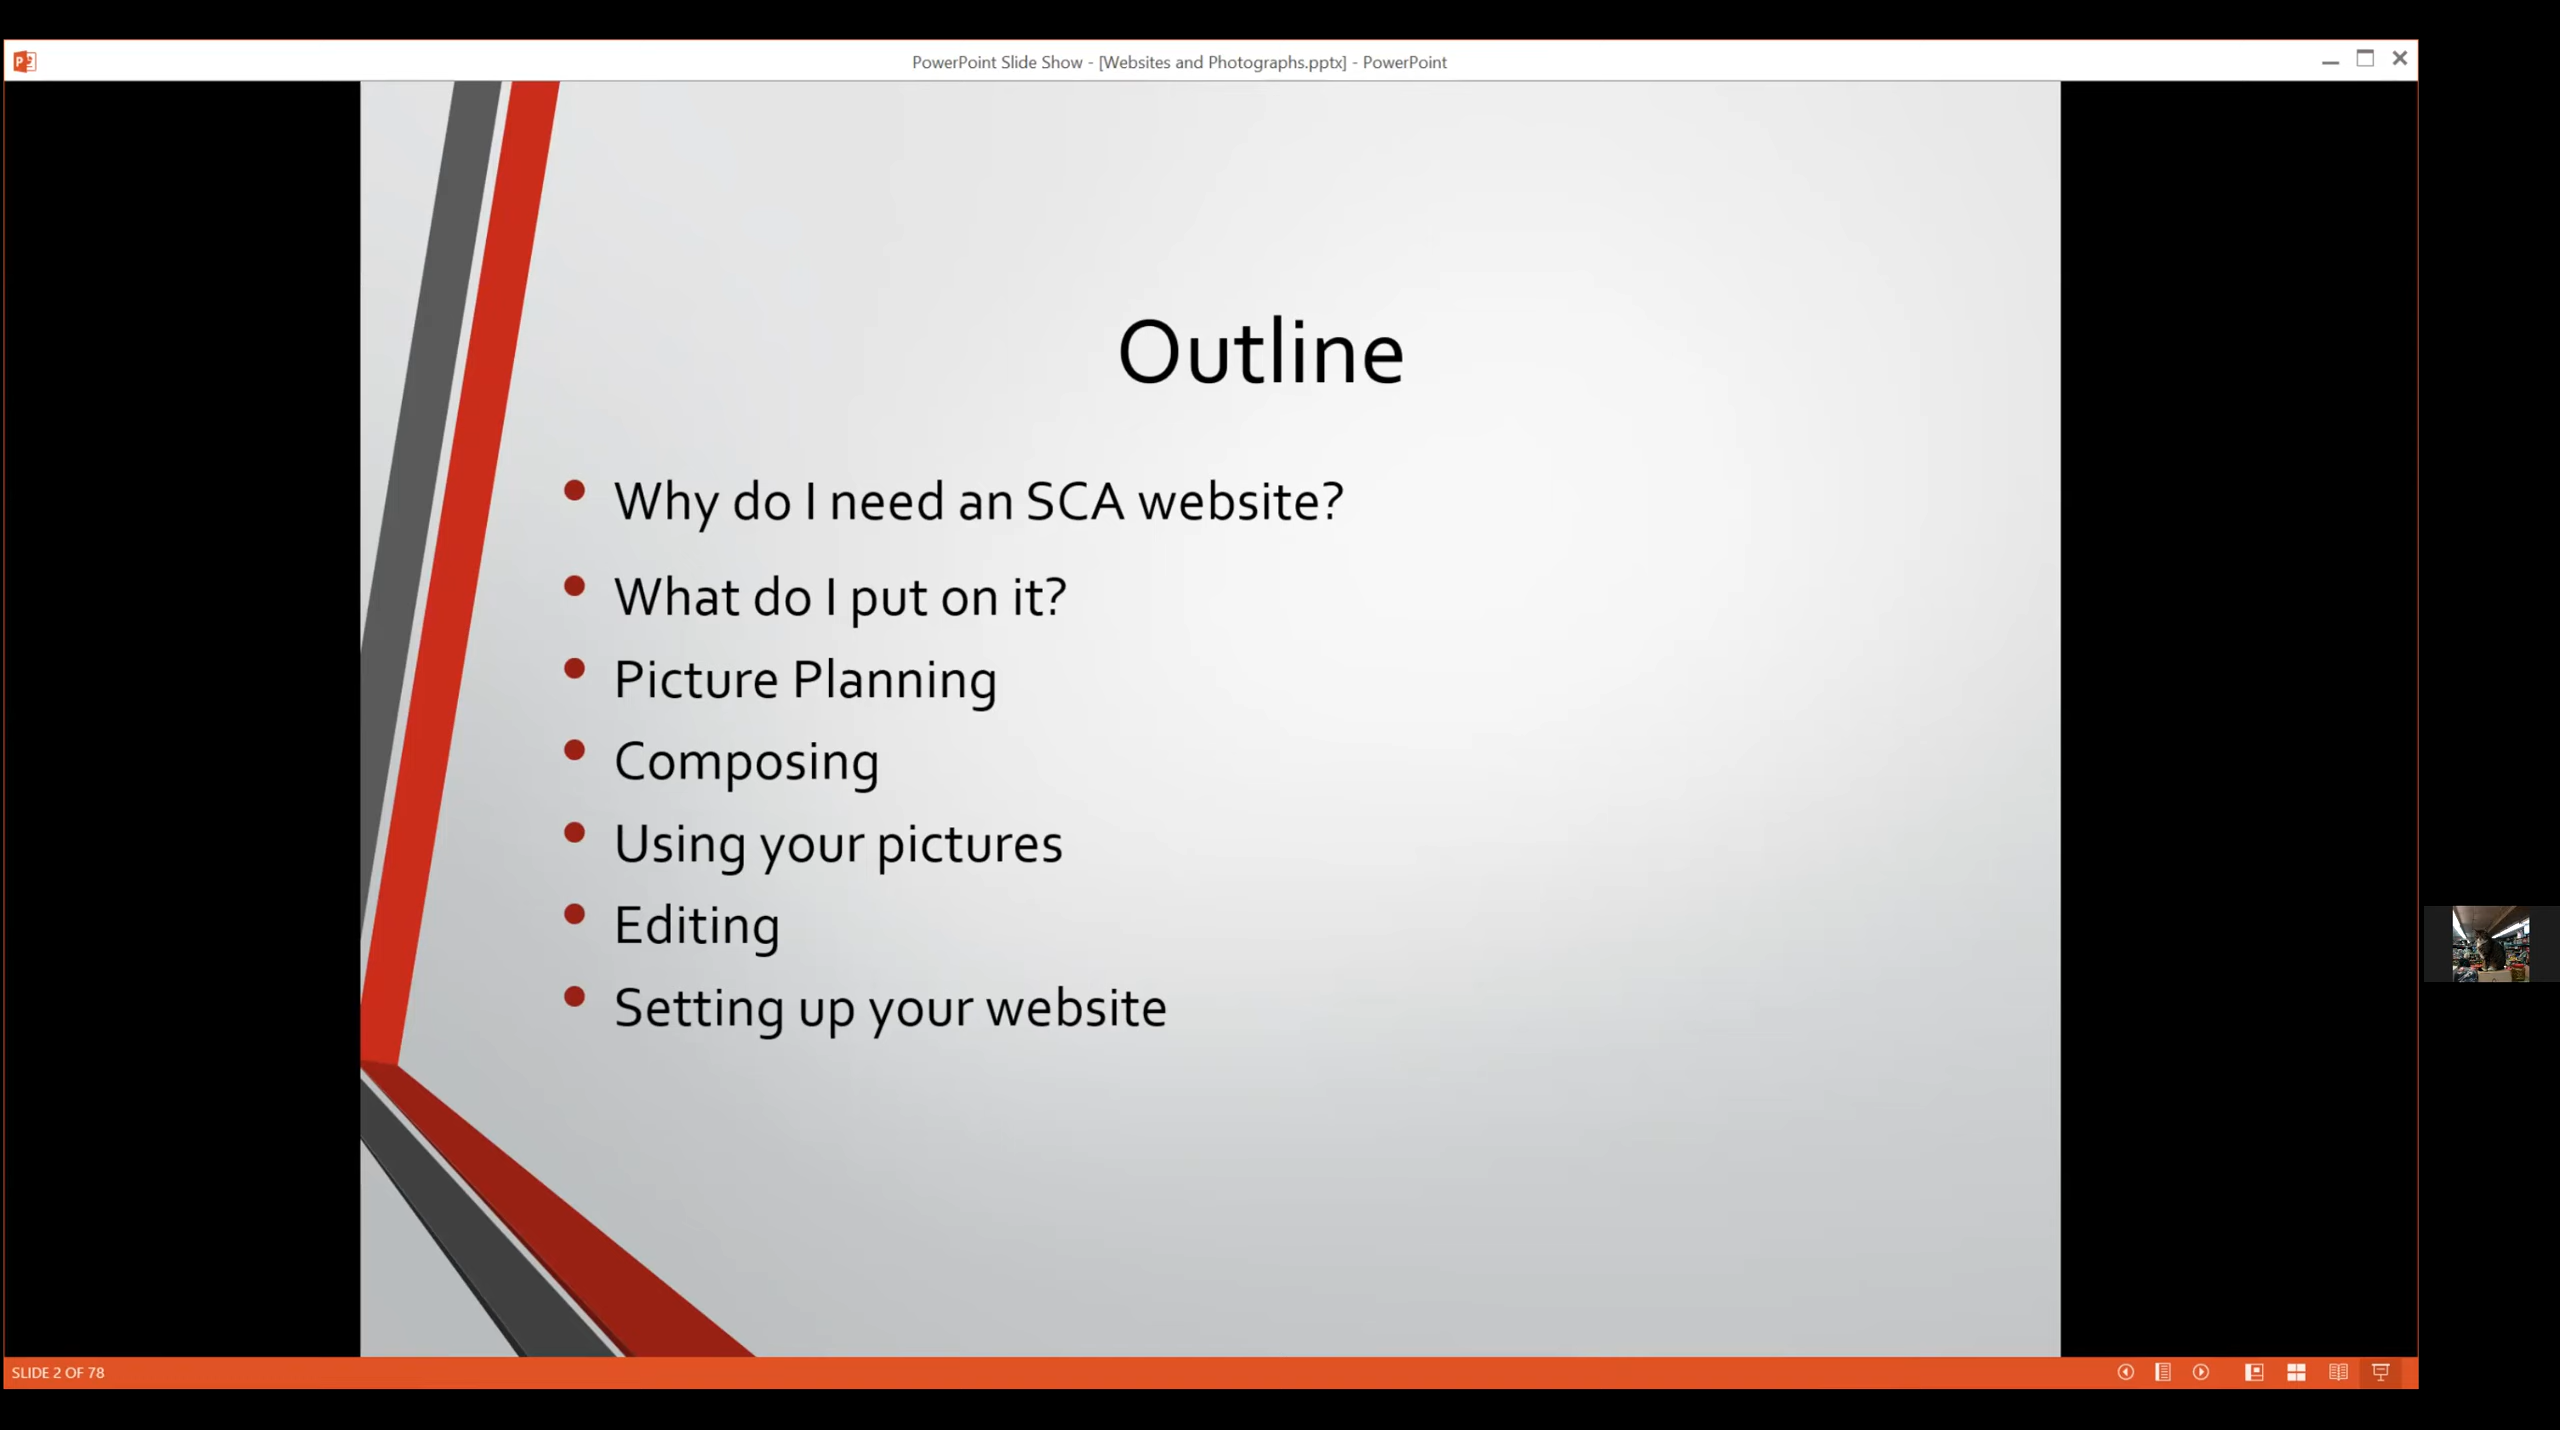 PowerPoint Slide Show - [Websites and Photographs.pptx] - PowerPoint
Outline
Why do I need an SCA website?
What do I put on it?
Picture Planning
Composing
Using your pictures
Editing
Setting up your website
SLIDE 2 OF 78